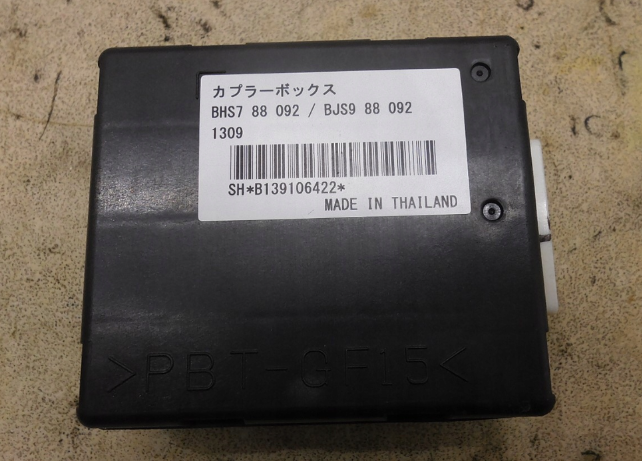 カプラーボックス
BHS7 88 092 / BJS9 88 092
1309
SH*B139106422*
MADE IN THAILAND
>PBT-GF15<